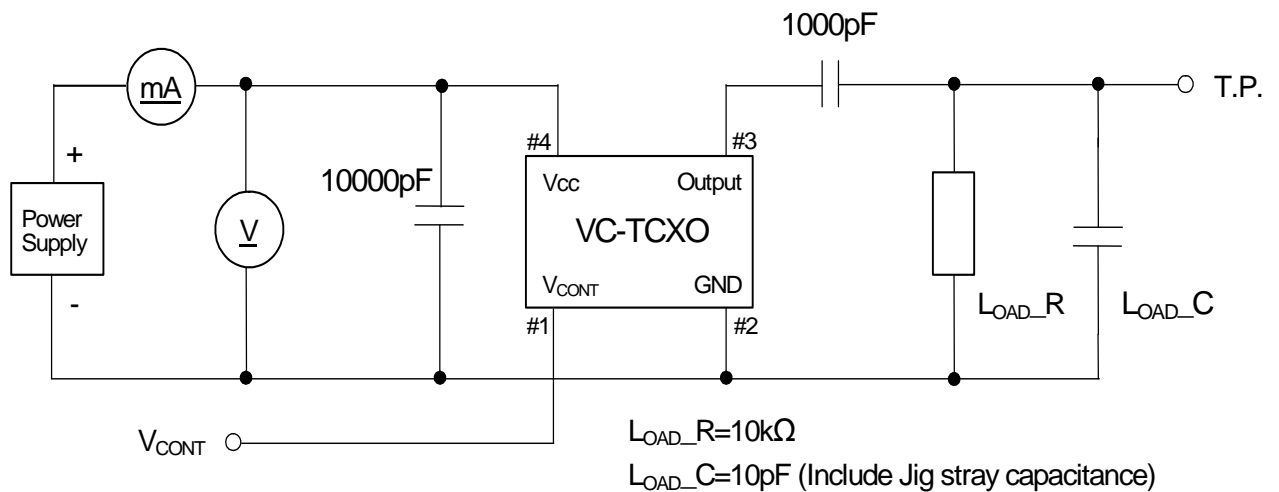 1000pF
mA
T.P.
#4
#3
+
10000pF
Vcc
Output
Power
Supply
V
VC-TCXO
VCONT
GND
-
#1
#2
LOAD_R
LOAD_C
VCONT
LOAD_R=10kΩ
LOAD_C=10pF (Include Jig stray capacitance)